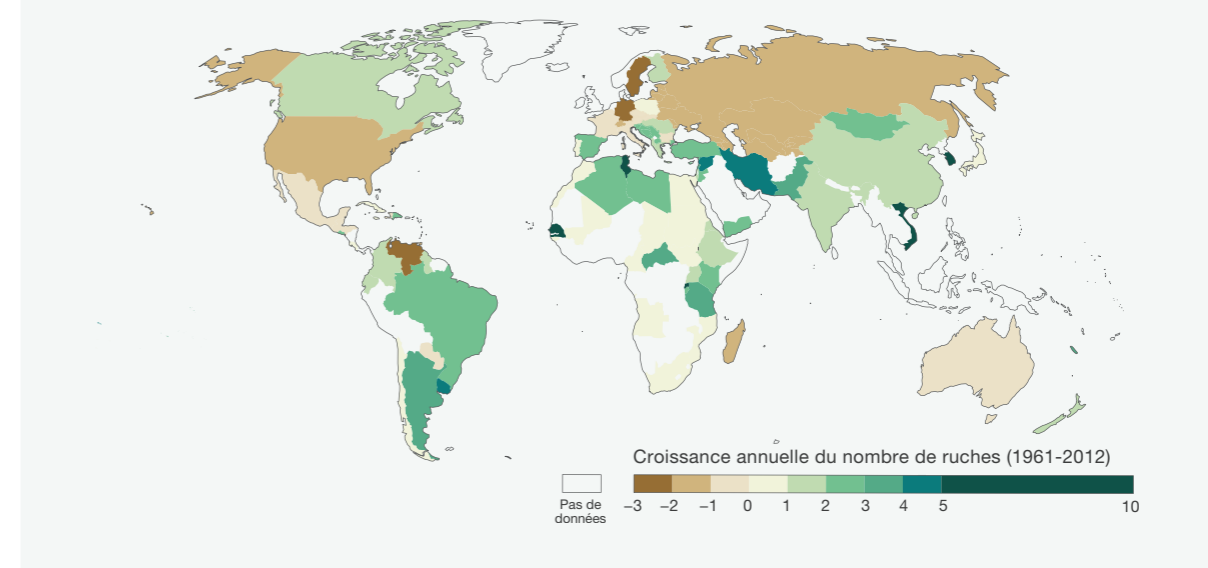 Croissance annuelle du nombre de ruches (1961-2012)
Pas de
données
−3 −2 −1 0 1 2 3 4 5 10